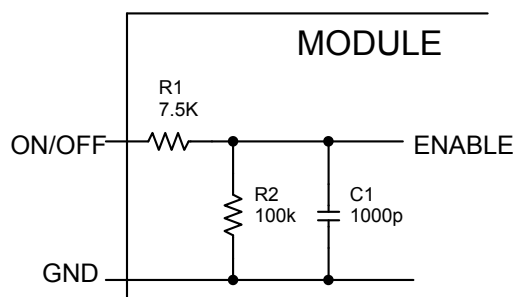 MODULE
R1
7.5K
ON/OFF
ENABLE
R2
100k
C1
1000p
GND